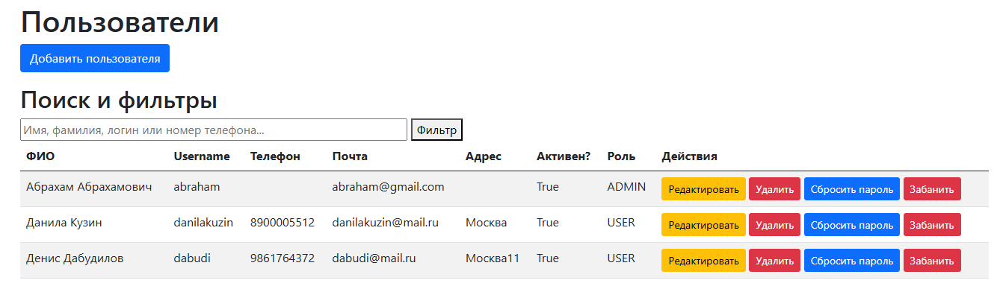 Пользователи
Добавить пользователя
Поиск и фильтры
Имя, фамилия, логин или номер телефона... Фильтр
ФИО Username Телефон Почта Адрес Активен? Роль Действия
Абрахам Абрахамович abraham abraham@gmail.com True ADMIN Редактировать Удалить Сбросить пароль Забанить
Данила Кузин danilakuzin 8900005512 danilakuzin@mail.ru Москва True USER Редактировать Удалить Сбросить пароль Забанить
Денис Дабудилов dabudi 9861764372 dabudi@mail.ru Москва11 True USER Редактировать Удалить Сбросить пароль Забанить